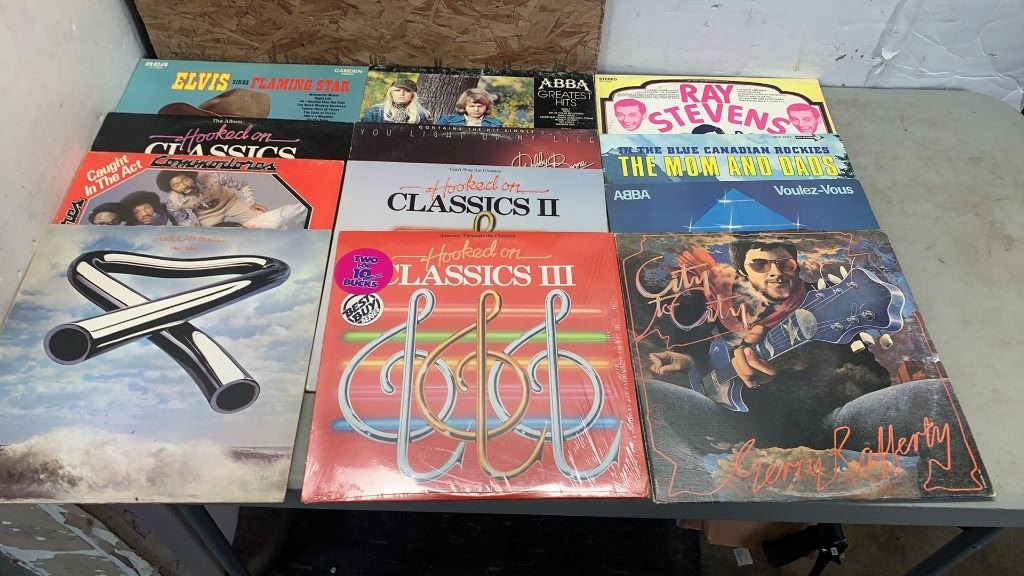 RCA
CAMDEN
ELVIS SINGS FLAMING STAR
ABBA
GREATEST
HITS
CONTAINS THE HIT SINGLE
STEREO
RAY
STEVENS
The Album
Hooked on
CLASSICS
YOU LIGHT UP MY LIFE
Debby Boone
IN THE BLUE CANADIAN ROCKIES
THE MOM AND DADS
Caught
In The Act
Commodores
Can't Stop the Classics
Hooked on
CLASSICS II
ABBA
Voulez-Vous
TUBULAR BELLS
Journey Through the Classics
Hooked on
CLASSICS III
TWO
FOR
10
BUCKS
BEST
BUY
City
to City
Gerry Rafferty